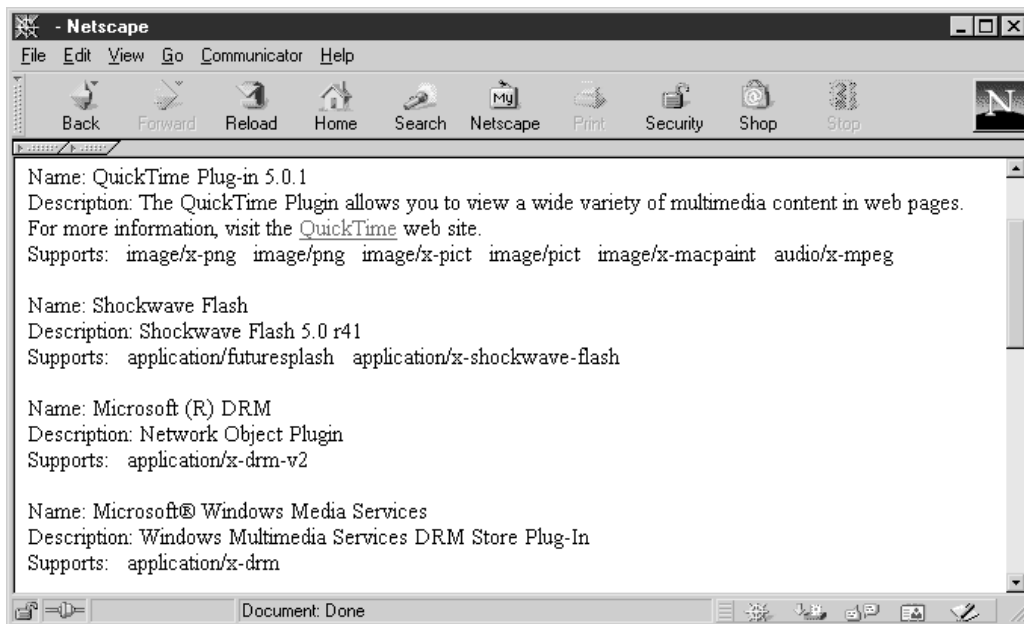 - Netscape
File Edit View Go Communicator Help
Back Forward Reload Home Search Netscape Print Security Shop Stop
My
N
Name: QuickTime Plug-in 5.0.1
Description: The QuickTime Plugin allows you to view a wide variety of multimedia content in web pages.
For more information, visit the QuickTime web site.
Supports: image/x-png image/png image/x-pict image/pict image/x-macpaint audio/x-mpeg
Name: Shockwave Flash
Description: Shockwave Flash 5.0 r41
Supports: application/futuresplash application/x-shockwave-flash
Name: Microsoft (R) DRM
Description: Network Object Plugin
Supports: application/x-drm-v2
Name: Microsoft® Windows Media Services
Description: Windows Multimedia Services DRM Store Plug-In
Supports: application/x-drm
Document: Done